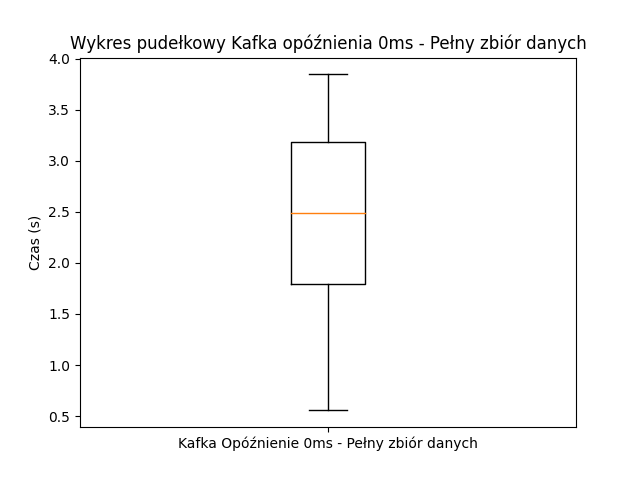 Wykres pudełkowy Kafka opóźnienia 0ms - Pełny zbiór danych
4.0
3.5
3.0
2.5
2.0
1.5
1.0
0.5
Czas (s)
Kafka Opóźnienie 0ms - Pełny zbiór danych